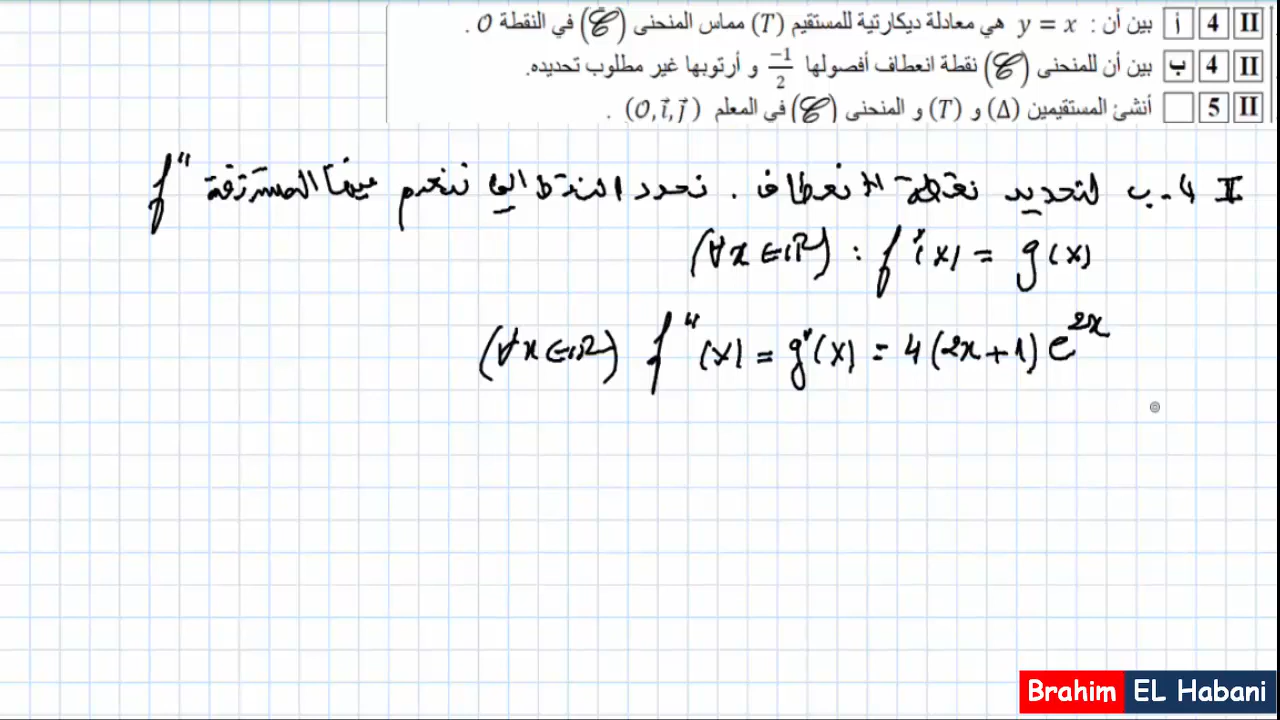 II 4 أ بين أن : y = x هي معادلة ديكارتية للمستقيم (T) مماس المنحنى (𝒞) في النقطة O .
II 4 ب بين أن للمنحنى (𝒞) نقطة انعطاف أفصولها -1/2 و أرتوبها غير مطلوب تحديده.
II 5 أنشئ المستقيمين (Δ) و (T) و المنحنى (𝒞) في المعلم (O, i⃗, j⃗) .
II 4 - ب لتحديد نقطة الانعطاف . نحدد النقط التي تنعدم فيها المشتقة f"
(∀x∈ℝ) : f'(x) = g(x)
(∀x∈ℝ) f"(x) = g'(x) = 4(2x+1)e^{2x}
Brahim EL Habani